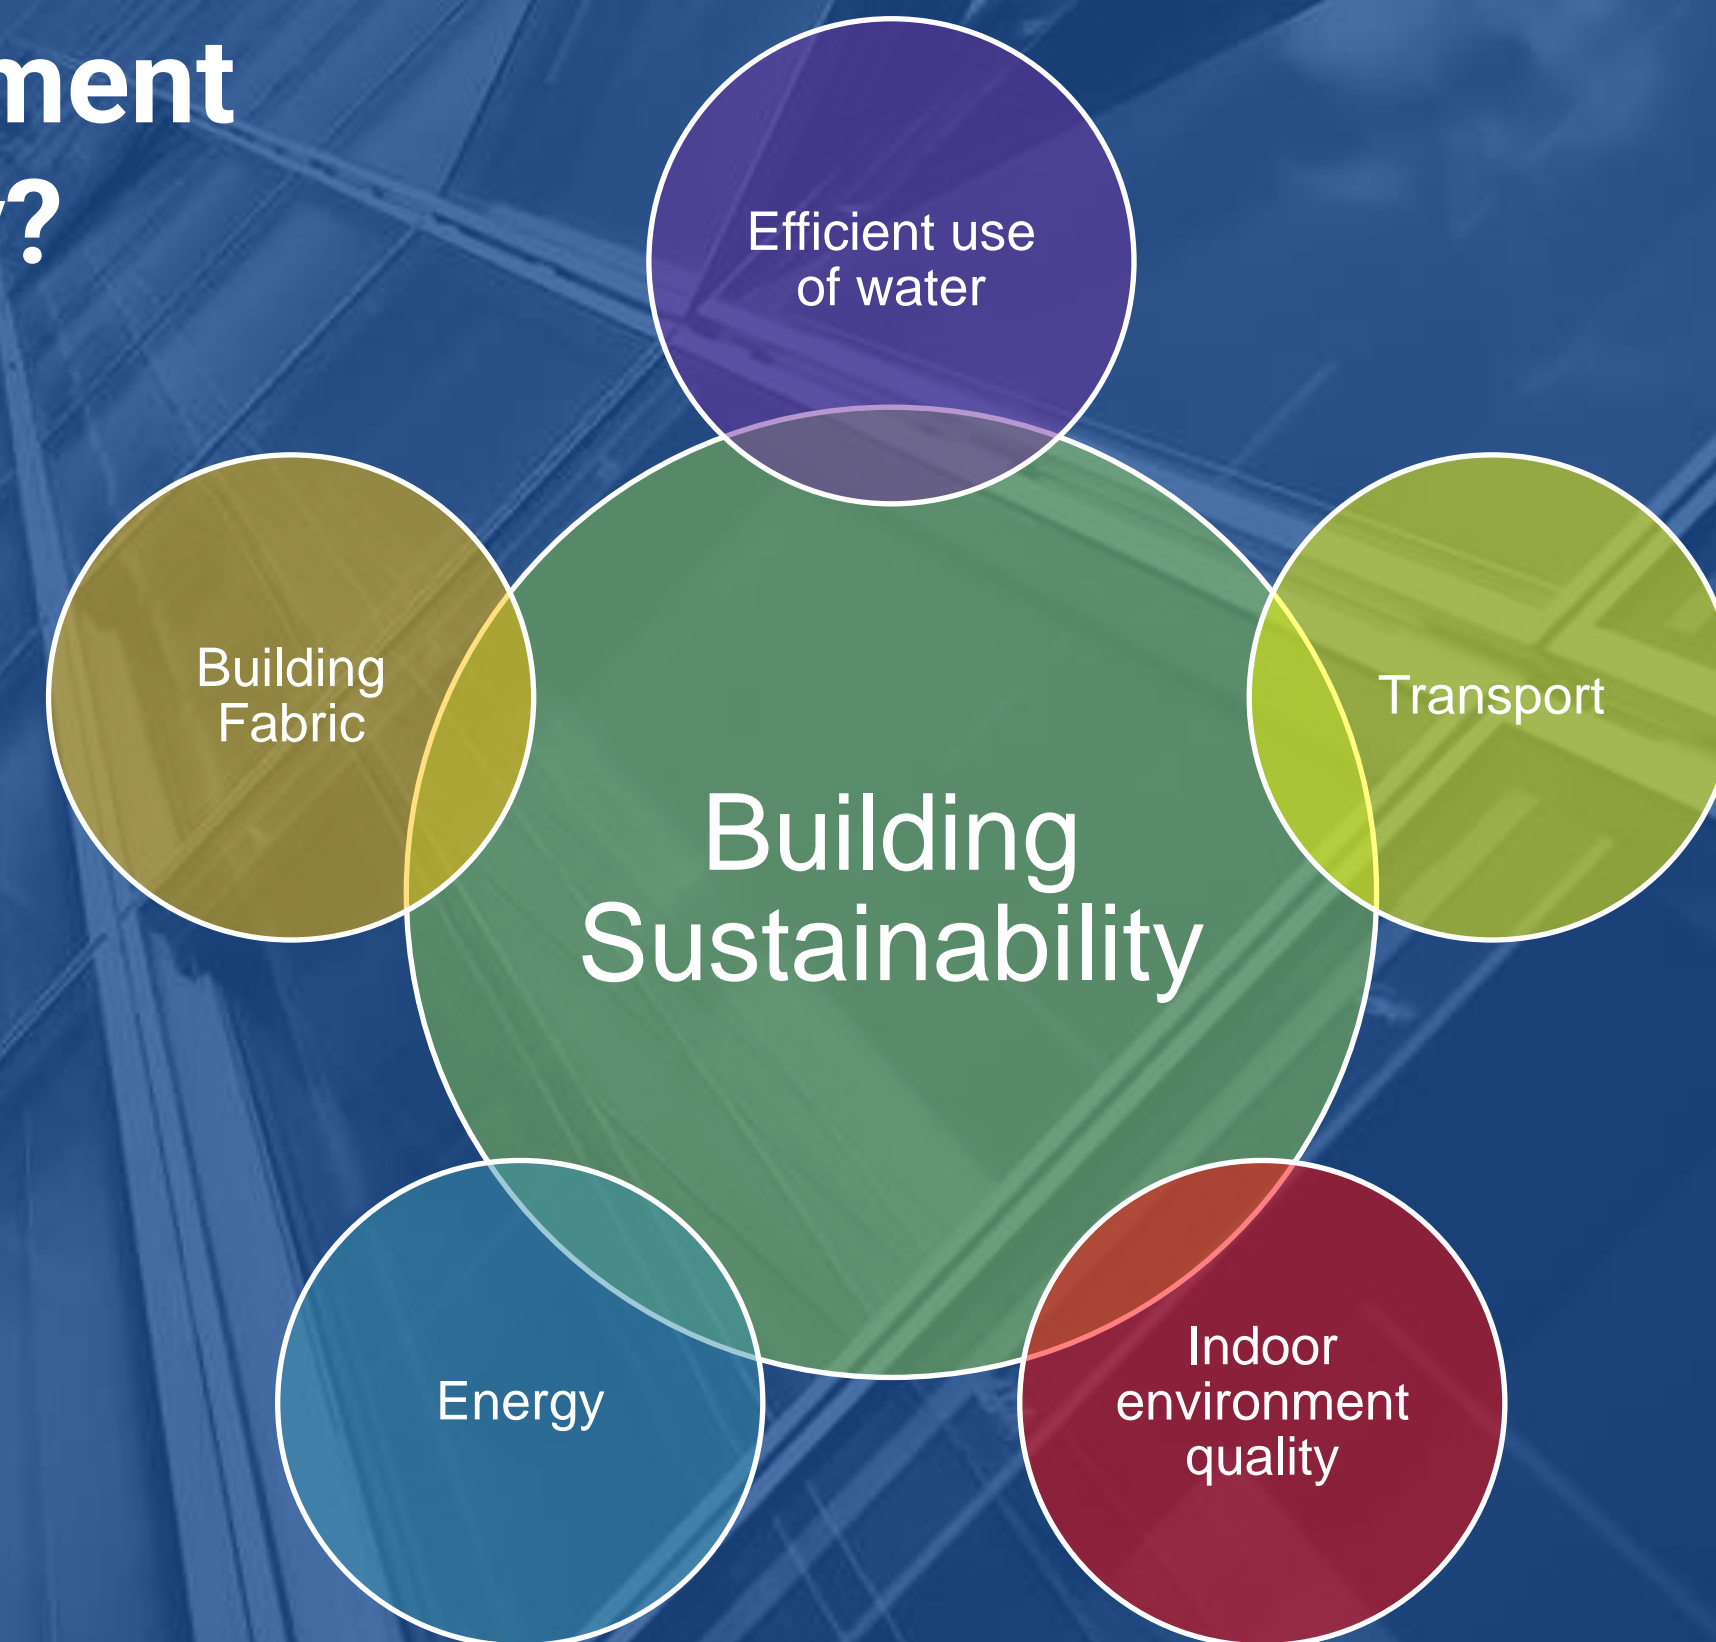 ment
?
Efficient use
of water
Building
Fabric
Transport
Building
Sustainability
Energy
Indoor
environment
quality